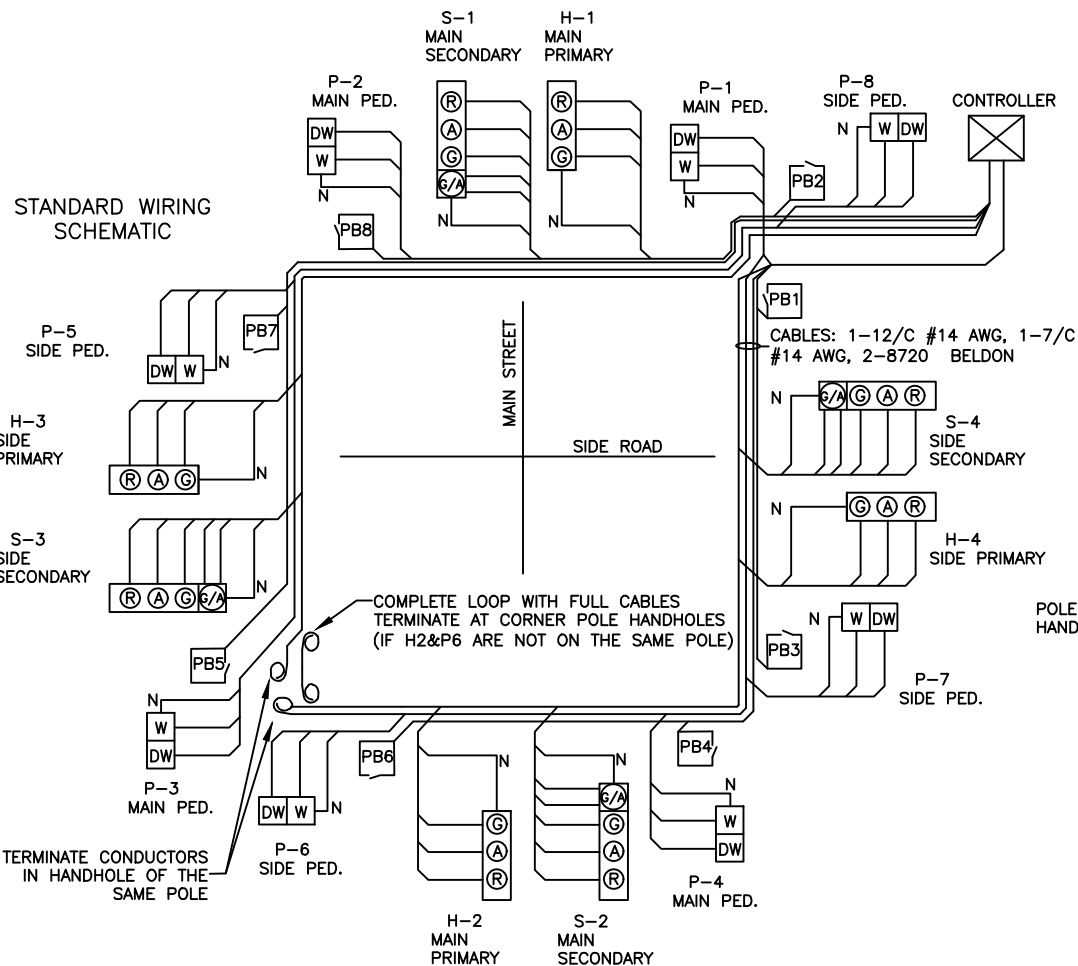 S-1
MAIN
SECONDARY
H-1
MAIN
PRIMARY
P-2
MAIN PED.
P-1
MAIN PED.
P-8
SIDE PED.
CONTROLLER
R
A
G
G/A
N
R
A
G
N
DW
W
N
DW
W
N
N W DW
PB2
STANDARD WIRING
SCHEMATIC
PB8
PB7
PB1
P-5
SIDE PED.
DW W N
MAIN STREET
SIDE ROAD
CABLES: 1-12/C #14 AWG, 1-7/C
#14 AWG, 2-8720 BELDON
N G/A G A R
S-4
SIDE
SECONDARY
H-3
SIDE
PRIMARY
R A G N
N G A R
H-4
SIDE PRIMARY
S-3
SIDE
SECONDARY
R A G G/A N
COMPLETE LOOP WITH FULL CABLES
TERMINATE AT CORNER POLE HANDHOLES
(IF H2&P6 ARE NOT ON THE SAME POLE)
POLE
HAND
N W DW
PB3
P-7
SIDE PED.
PB5
N
W
DW
P-3
MAIN PED.
PB6
PB4
DW W N
P-6
SIDE PED.
TERMINATE CONDUCTORS
IN HANDHOLE OF THE
SAME POLE
N
G
A
R
H-2
MAIN
PRIMARY
N
G/A
G
A
R
S-2
MAIN
SECONDARY
N
W
DW
P-4
MAIN PED.